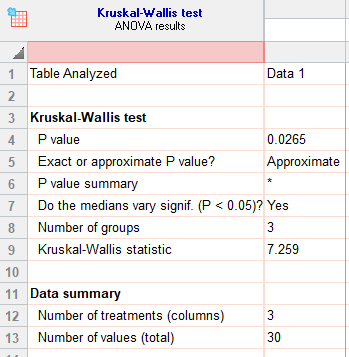 Kruskal-Wallis test
ANOVA results
1 Table Analyzed Data 1
2
3 Kruskal-Wallis test
4 P value 0.0265
5 Exact or approximate P value? Approximate
6 P value summary *
7 Do the medians vary signif. (P < 0.05)? Yes
8 Number of groups 3
9 Kruskal-Wallis statistic 7.259
10
11 Data summary
12 Number of treatments (columns) 3
13 Number of values (total) 30